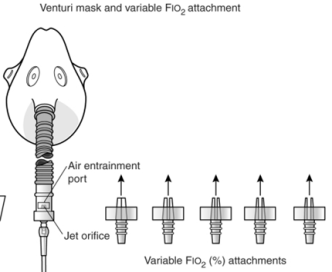 Venturi mask and variable FIO₂ attachment
Air entrainment
port
Jet orifice
Variable FIO₂ (%) attachments